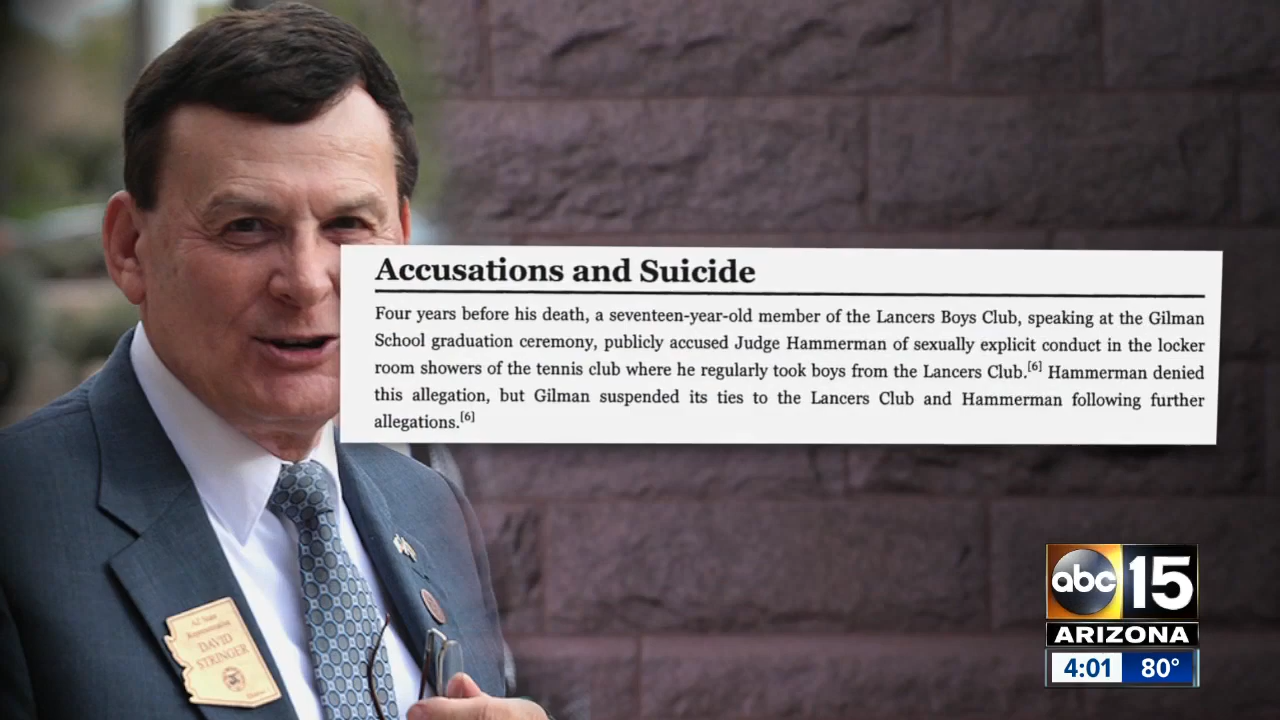 Accusations and Suicide
Four years before his death, a seventeen-year-old member of the Lancers Boys Club, speaking at the Gilman
School graduation ceremony, publicly accused Judge Hammerman of sexually explicit conduct in the locker
room showers of the tennis club where he regularly took boys from the Lancers Club.[6] Hammerman denied
this allegation, but Gilman suspended its ties to the Lancers Club and Hammerman following further
allegations.[6]
AZ State
Representative
DAVID
STRINGER
abc 15
ARIZONA
4:01 80°